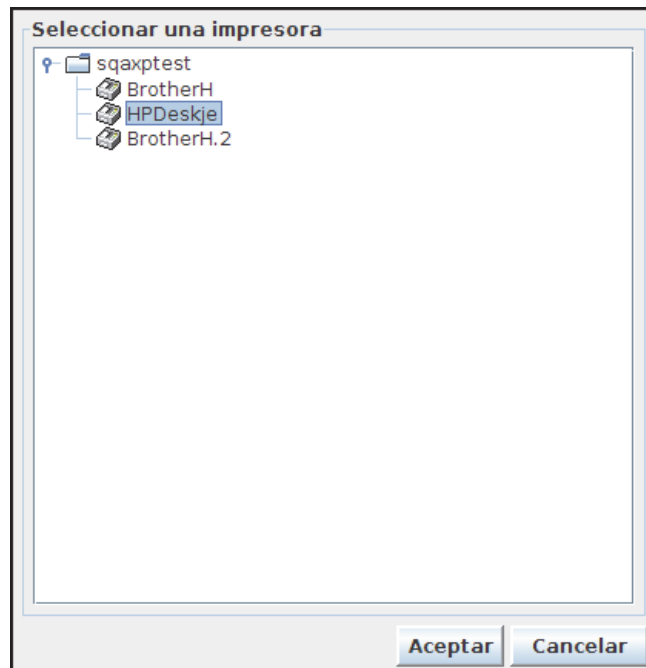 Seleccionar una impresora
sqaxptest
BrotherH
HPDeskje
BrotherH.2
Aceptar Cancelar